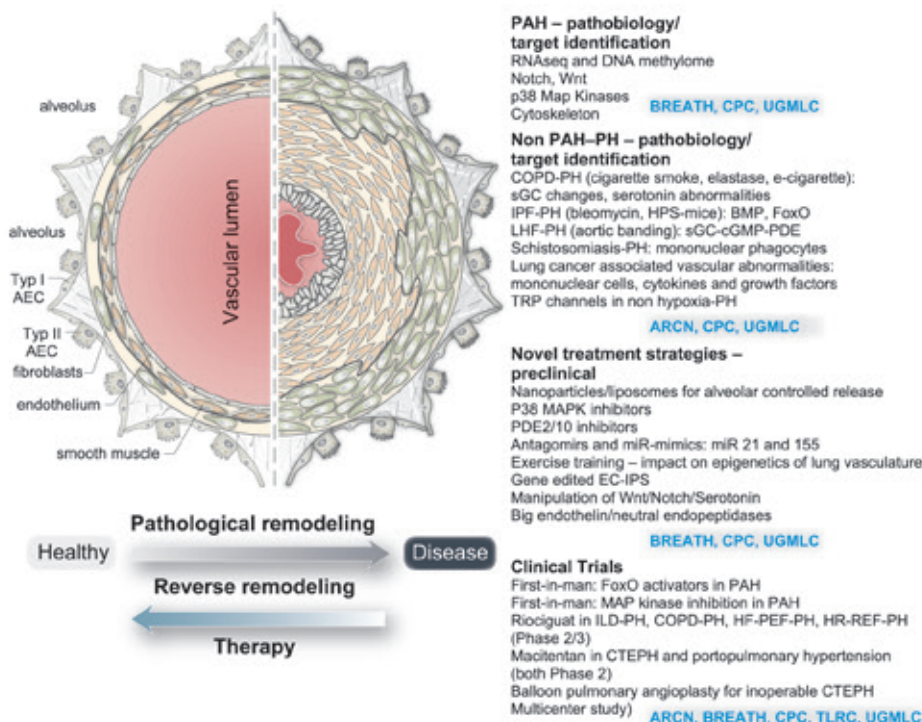 alveolus
alveolus
Typ I
AEC
Typ II
AEC
fibroblasts
endothelium
smooth muscle
Vascular lumen
Pathological remodeling
Healthy
Disease
Reverse remodeling
Therapy
PAH – pathobiology/
target identification
RNAseq and DNA methylome
Notch, Wnt
p38 Map Kinases
Cytoskeleton
BREATH, CPC, UGMLC
Non PAH–PH – pathobiology/
target identification
COPD-PH (cigarette smoke, elastase, e-cigarette):
sGC changes, serotonin abnormalities
IPF-PH (bleomycin, HPS-mice): BMP, FoxO
LHF-PH (aortic banding): sGC-cGMP-PDE
Schistosomiasis-PH: mononuclear phagocytes
Lung cancer associated vascular abnormalities:
mononuclear cells, cytokines and growth factors
TRP channels in non hypoxia-PH
ARCN, CPC, UGMLC
Novel treatment strategies –
preclinical
Nanoparticles/liposomes for alveolar controlled release
P38 MAPK inhibitors
PDE2/10 inhibitors
Antagomirs and miR-mimics: miR 21 and 155
Exercise training – impact on epigenetics of lung vasculature
Gene edited EC-IPS
Manipulation of Wnt/Notch/Serotonin
Big endothelin/neutral endopeptidases
BREATH, CPC, UGMLC
Clinical Trials
First-in-man: FoxO activators in PAH
First-in-man: MAP kinase inhibition in PAH
Riociguat in ILD-PH, COPD-PH, HF-PEF-PH, HR-REF-PH
(Phase 2/3)
Macitentan in CTEPH and portopulmonary hypertension
(both Phase 2)
Balloon pulmonary angioplasty for inoperable CTEPH
Multicenter study)
ARCN, BREATH, CPC, TLRC, UGMLC